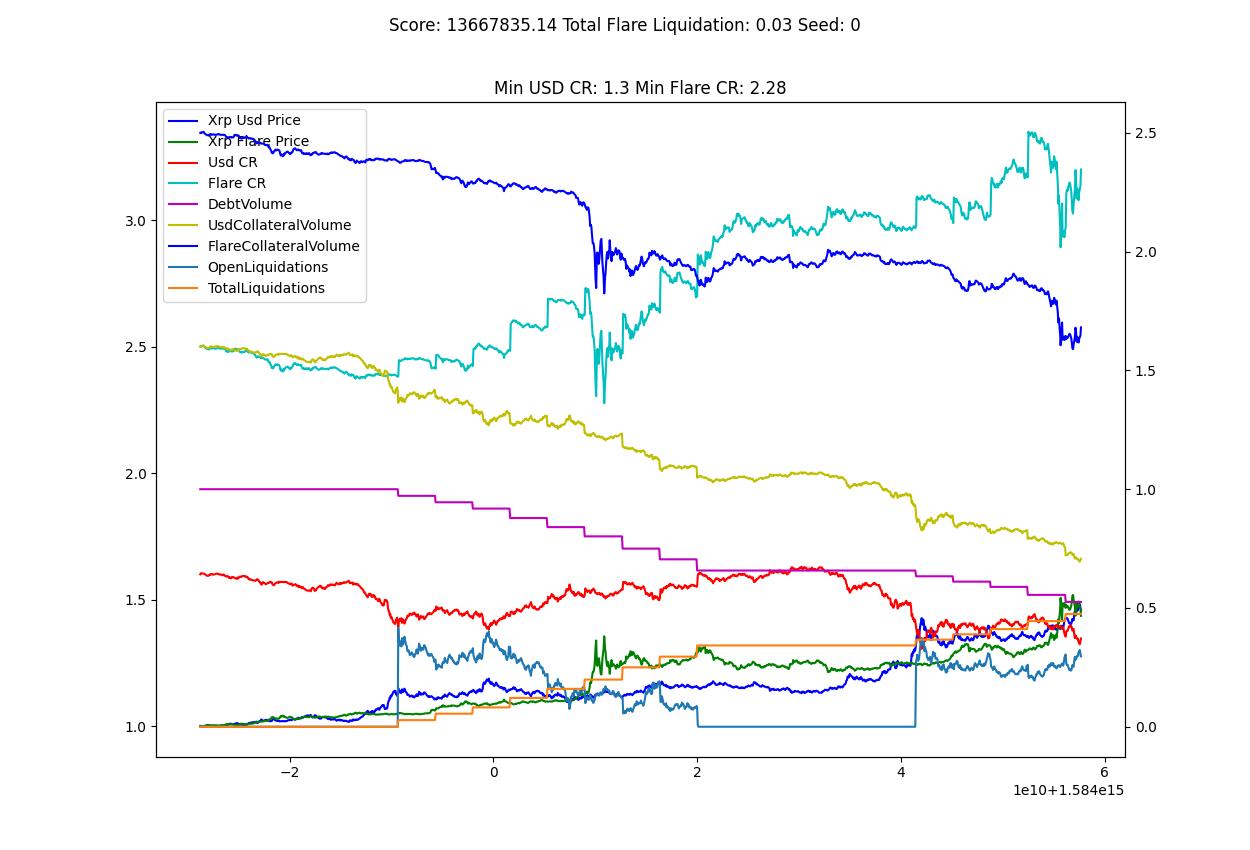 Score: 13667835.14 Total Flare Liquidation: 0.03 Seed: 0
Min USD CR: 1.3 Min Flare CR: 2.28
Xrp Usd Price
Xrp Flare Price
Usd CR
Flare CR
DebtVolume
UsdCollateralVolume
FlareCollateralVolume
OpenLiquidations
TotalLiquidations
3.0
2.5
2.0
1.5
1.0
2.5
2.0
1.5
1.0
0.5
0.0
−2 0 2 4 6
1e10+1.584e15